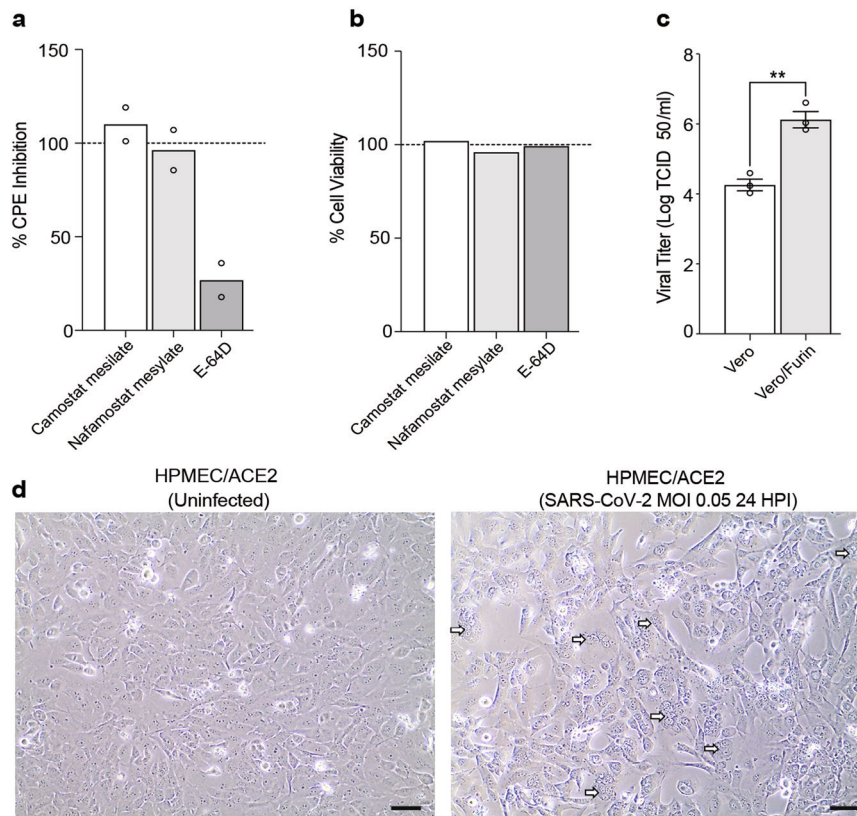 a
150
100
50
0
% CPE Inhibition
Camostat mesilate
Nafamostat mesylate
E-64D
b
150
100
50
0
% Cell Viability
Camostat mesilate
Nafamostat mesylate
E-64D
c
8
6
4
2
0
Viral Titer (Log TCID 50/ml)
**
Vero
Vero/Furin
d
HPMEC/ACE2
(Uninfected)
HPMEC/ACE2
(SARS-CoV-2 MOI 0.05 24 HPI)